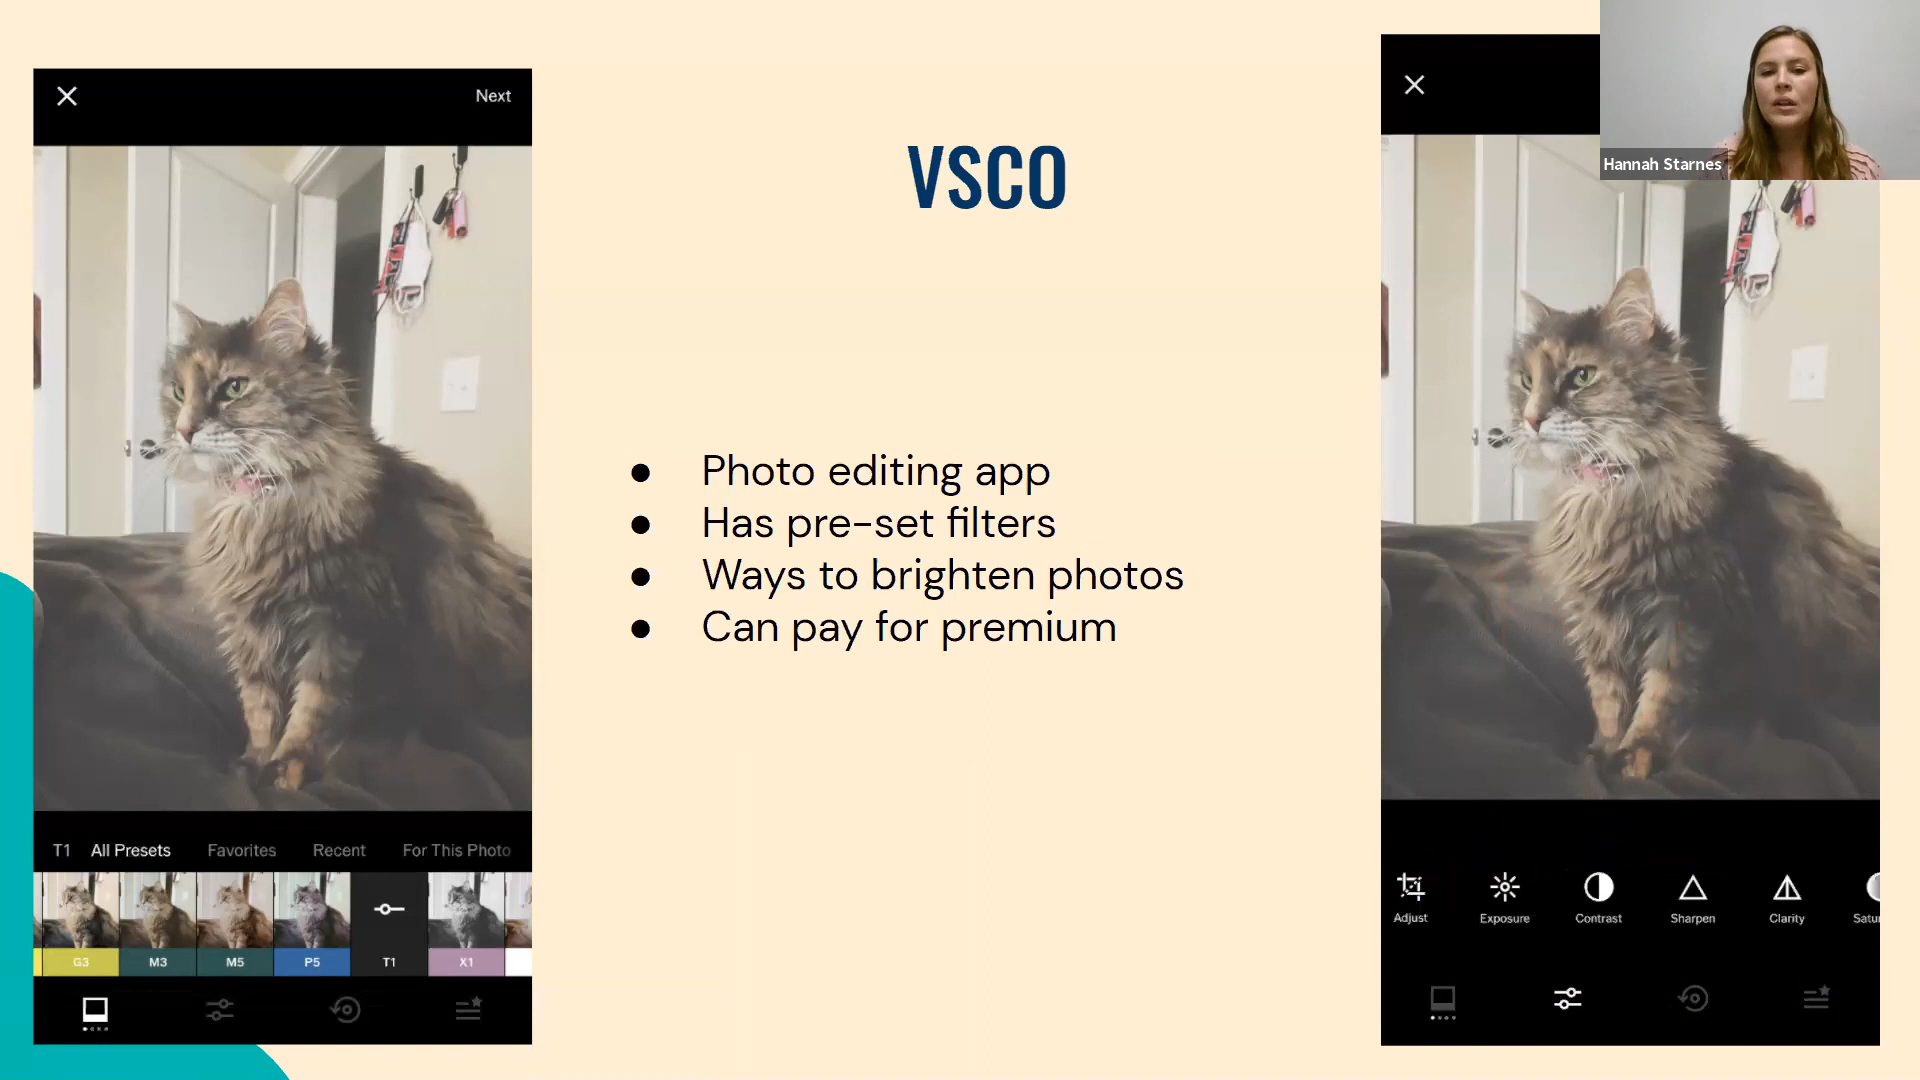 Next
Hannah Starnes
VSCO
● Photo editing app
● Has pre-set filters
● Ways to brighten photos
● Can pay for premium
T1 All Presets Favorites Recent For This Photo
G3 M3 M5 P5 T1 X1
Adjust Exposure Contrast Sharpen Clarity Satur